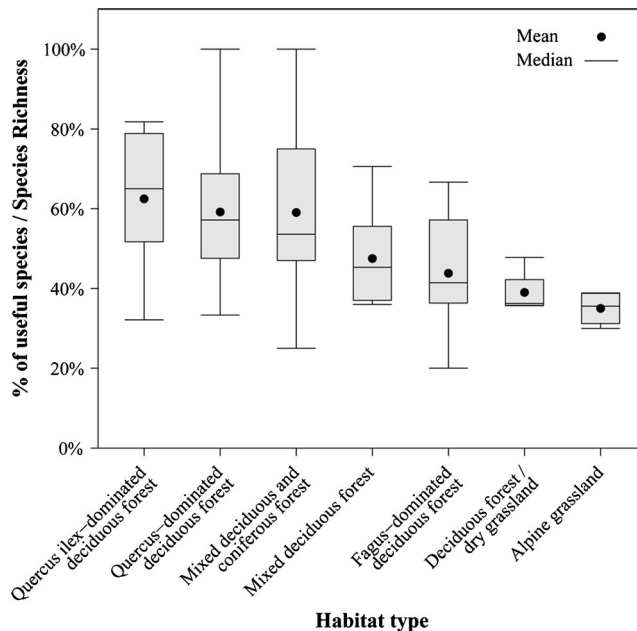 Mean
Median
100%
80%
60%
40%
20%
0%
% of useful species / Species Richness
Quercus ilex–dominated
deciduous forest
Quercus–dominated
deciduous forest
Mixed deciduous and
coniferous forest
Mixed deciduous forest
Fagus–dominated
deciduous forest
Deciduous forest /
dry grassland
Alpine grassland
Habitat type